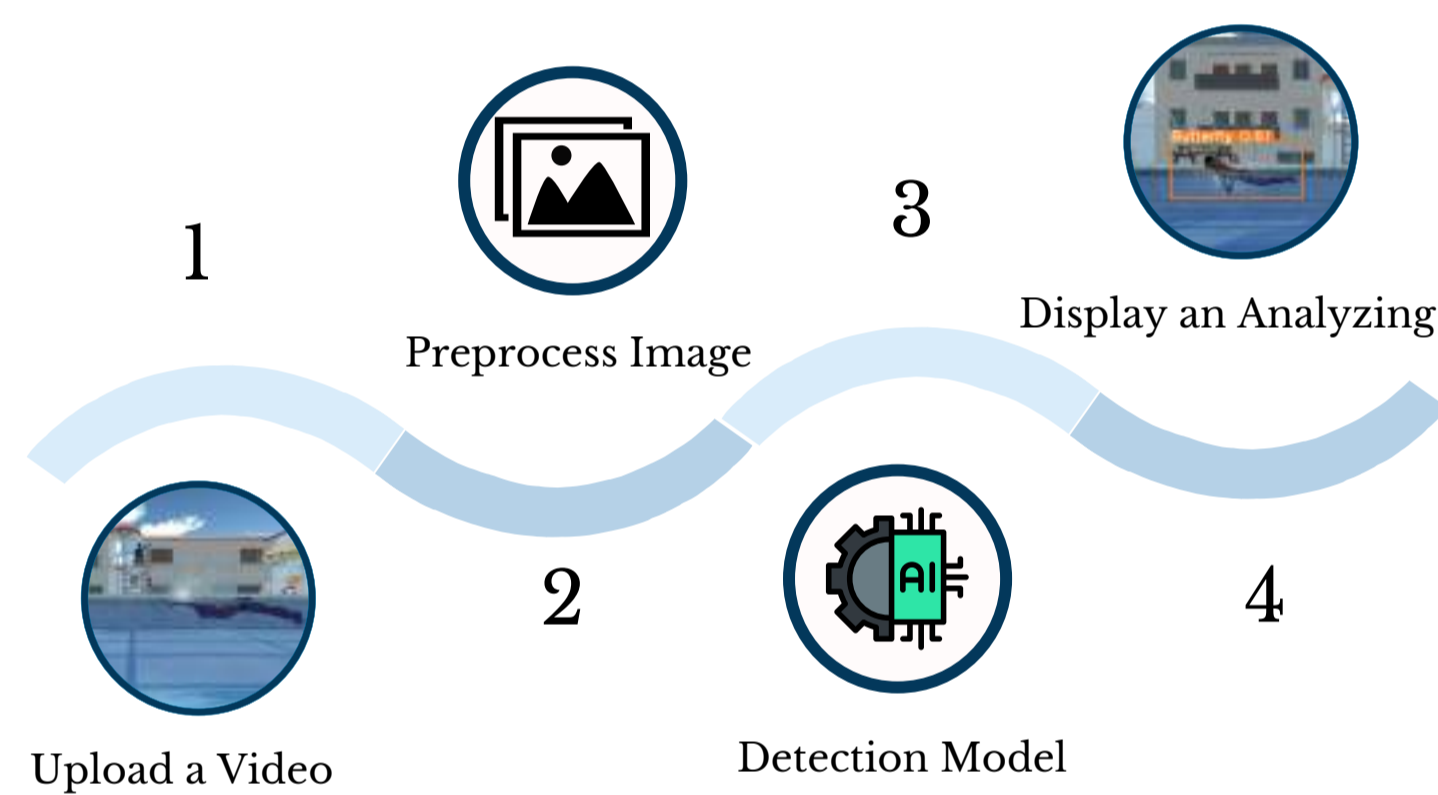 1
Upload a Video
Preprocess Image
2
3
Detection Model
AI
Display an Analyzing
4